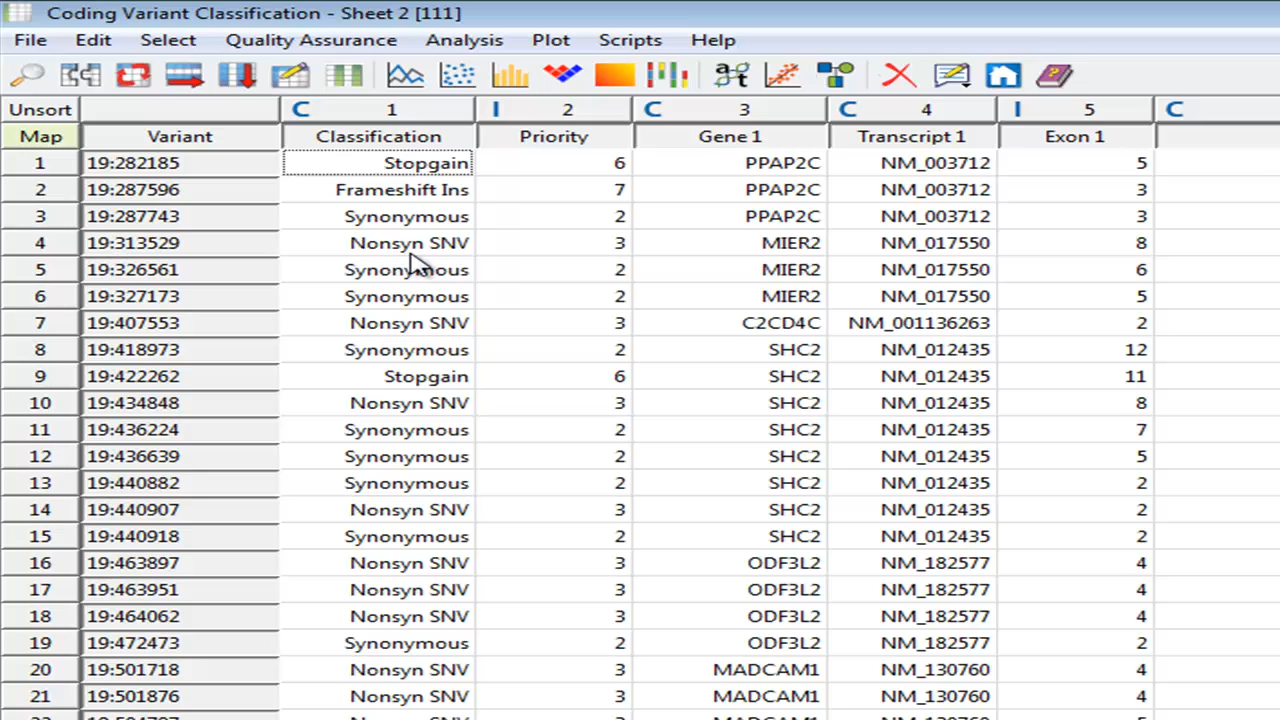 Coding Variant Classification - Sheet 2 [111]
File Edit Select Quality Assurance Analysis Plot Scripts Help
Unsort C 1 I 2 C 3 C 4 I 5 C
Map Variant Classification Priority Gene 1 Transcript 1 Exon 1
1 19:282185 Stopgain 6 PPAP2C NM_003712 5
2 19:287596 Frameshift Ins 7 PPAP2C NM_003712 3
3 19:287743 Synonymous 2 PPAP2C NM_003712 3
4 19:313529 Nonsyn SNV 3 MIER2 NM_017550 8
5 19:326561 Synonymous 2 MIER2 NM_017550 6
6 19:327173 Synonymous 2 MIER2 NM_017550 5
7 19:407553 Nonsyn SNV 3 C2CD4C NM_001136263 2
8 19:418973 Synonymous 2 SHC2 NM_012435 12
9 19:422262 Stopgain 6 SHC2 NM_012435 11
10 19:434848 Nonsyn SNV 3 SHC2 NM_012435 8
11 19:436224 Synonymous 2 SHC2 NM_012435 7
12 19:436639 Synonymous 2 SHC2 NM_012435 5
13 19:440882 Synonymous 2 SHC2 NM_012435 2
14 19:440907 Nonsyn SNV 3 SHC2 NM_012435 2
15 19:440918 Synonymous 2 SHC2 NM_012435 2
16 19:463897 Nonsyn SNV 3 ODF3L2 NM_182577 4
17 19:463951 Nonsyn SNV 3 ODF3L2 NM_182577 4
18 19:464062 Nonsyn SNV 3 ODF3L2 NM_182577 4
19 19:472473 Synonymous 2 ODF3L2 NM_182577 2
20 19:501718 Nonsyn SNV 3 MADCAM1 NM_130760 4
21 19:501876 Nonsyn SNV 3 MADCAM1 NM_130760 4